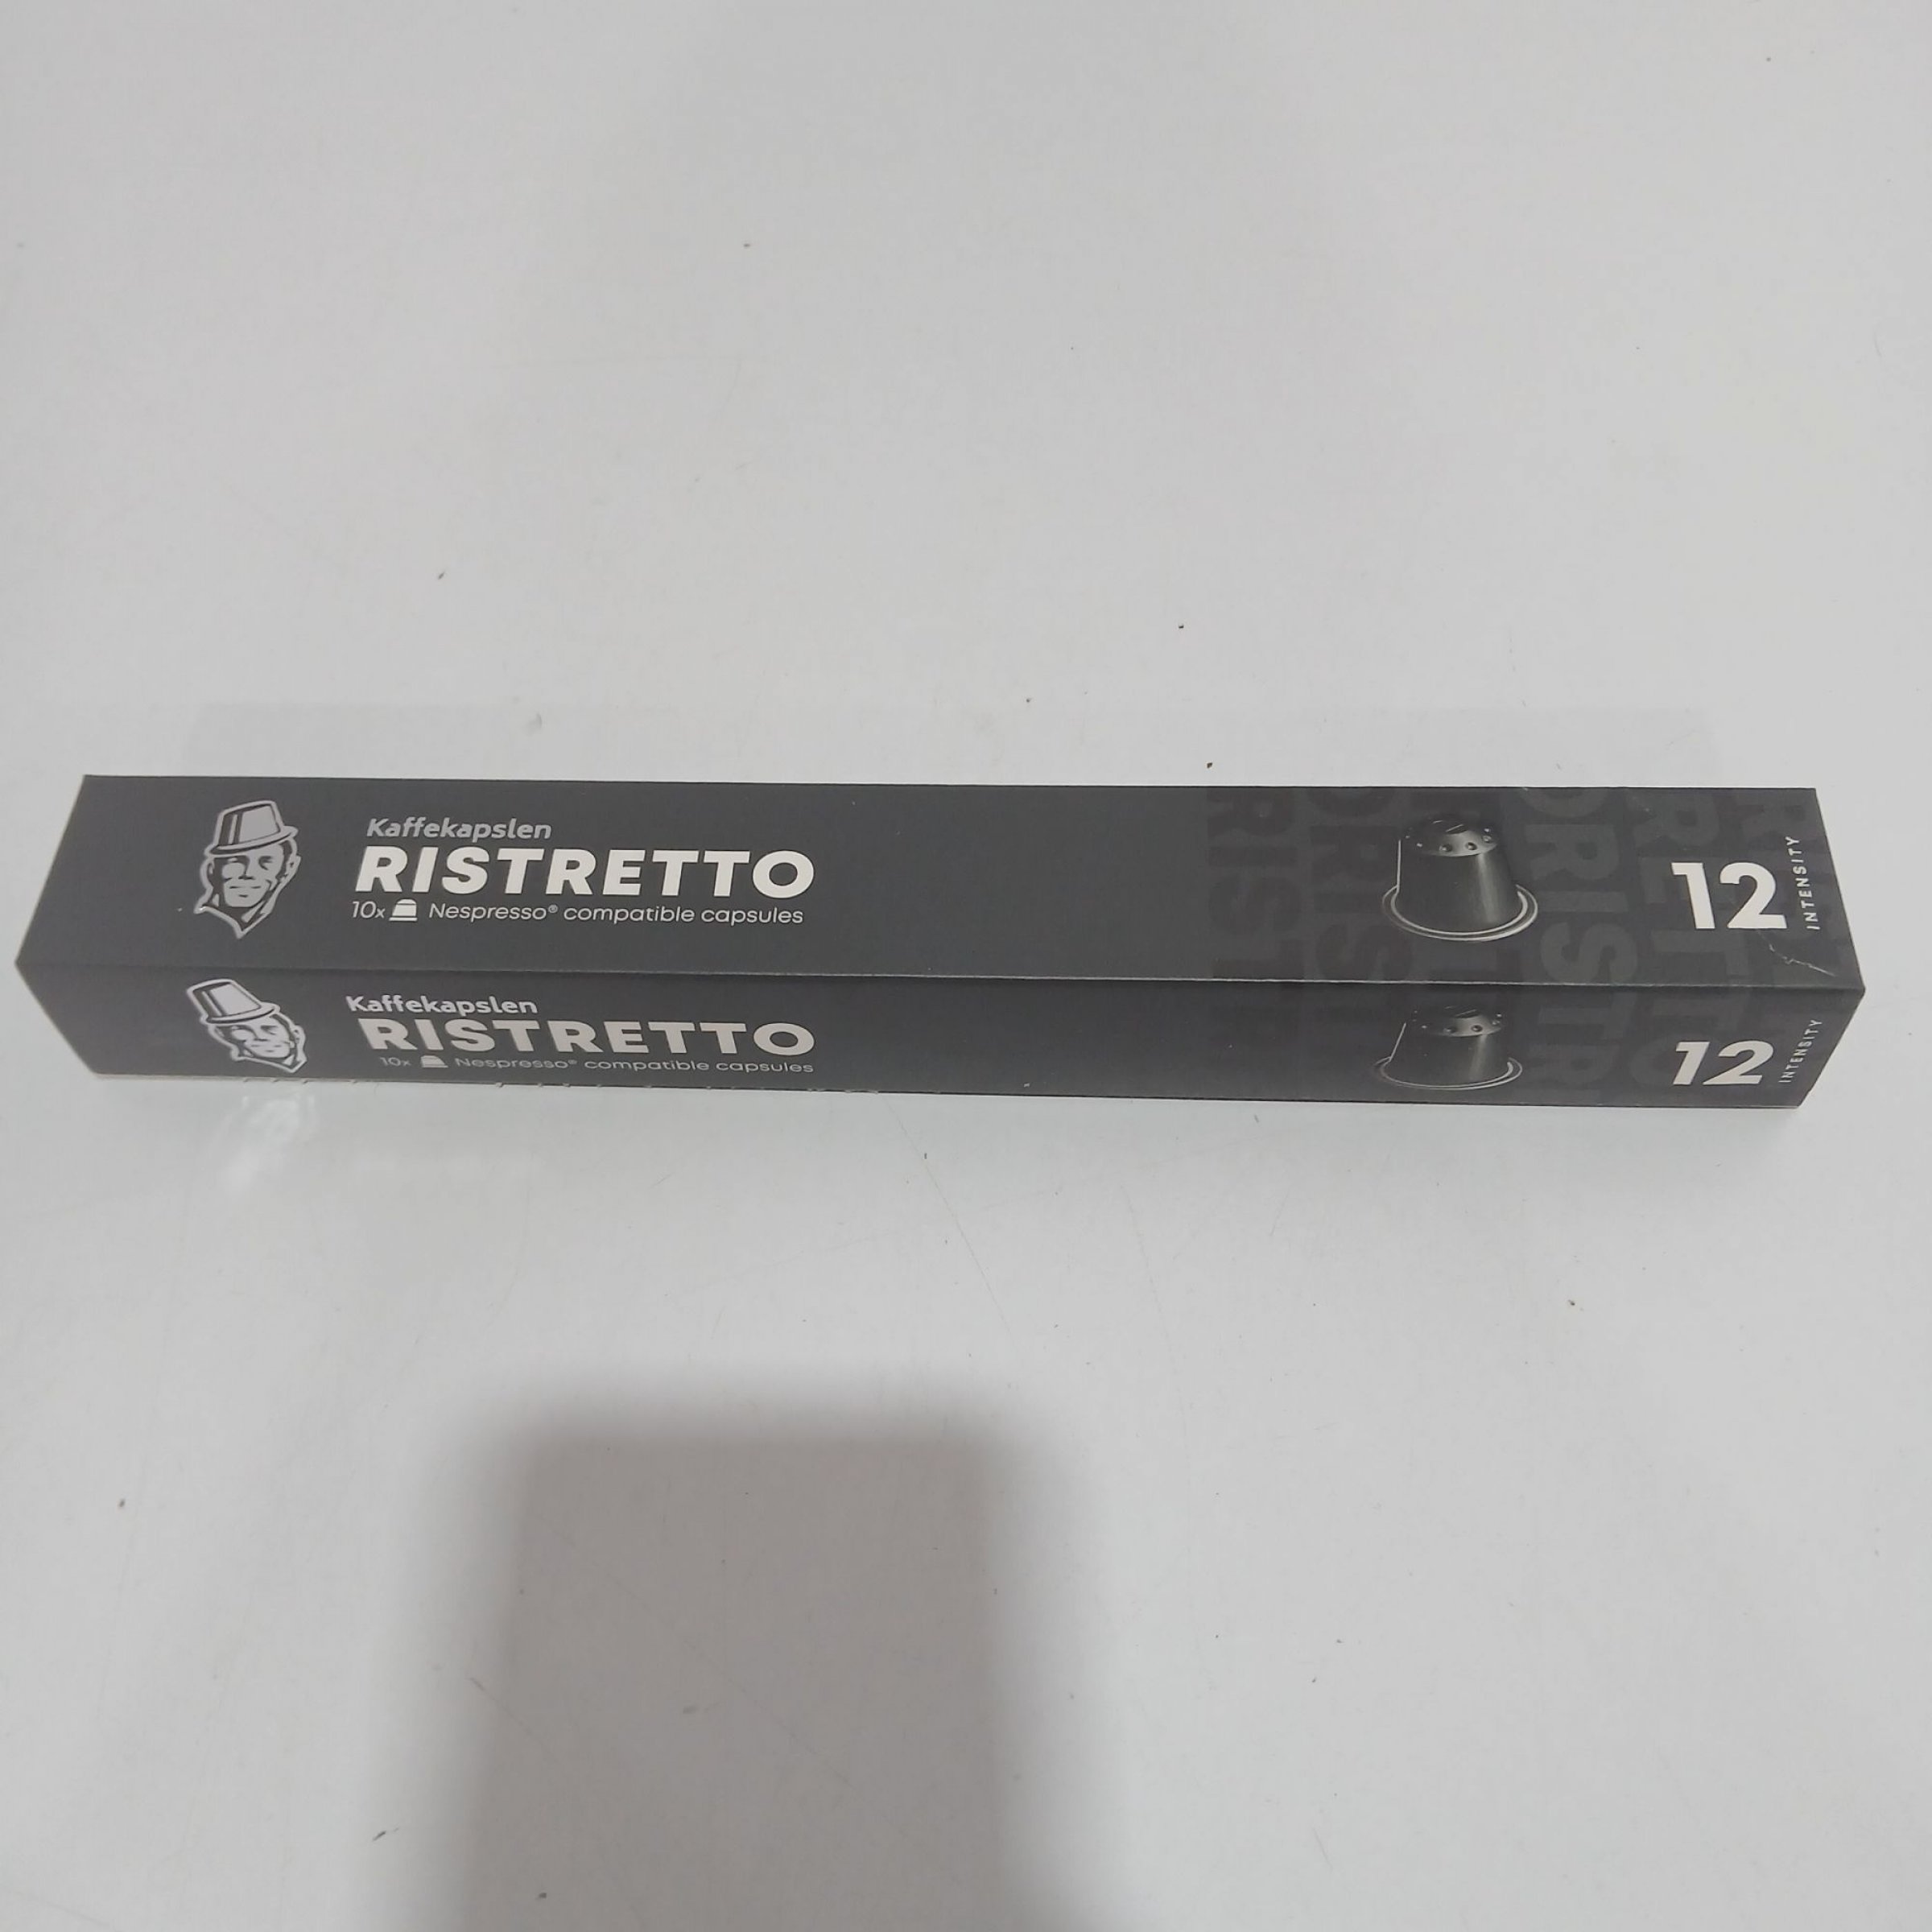 Kaffekapslen
RISTRETTO
10x Nespresso® compatible capsules
12
INTENSITY
Kaffekapslen
RISTRETTO
10x Nespresso® compatible capsules
12
INTENSITY